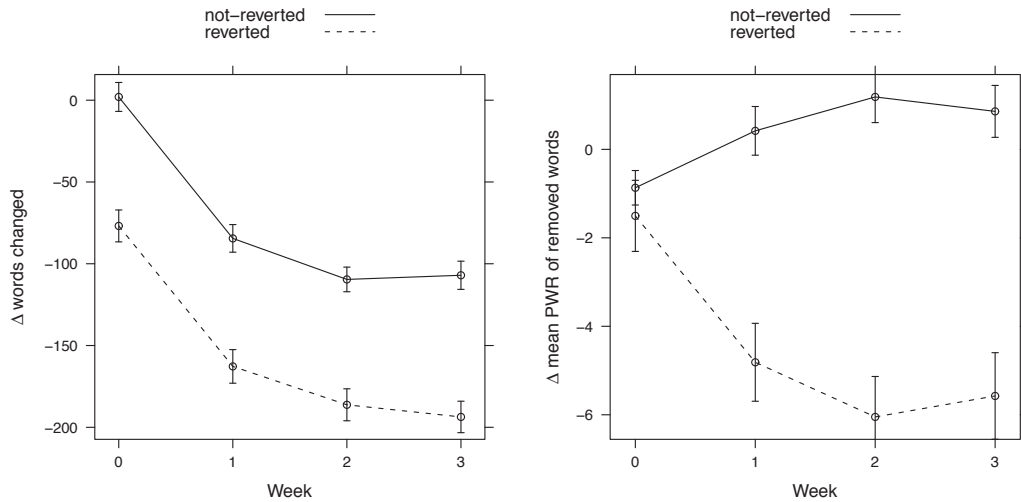 not−reverted
reverted
Δ words changed
0
−50
−100
−150
−200
0 1 2 3
Week
not−reverted
reverted
Δ mean PWR of removed words
0
−2
−4
−6
0 1 2 3
Week